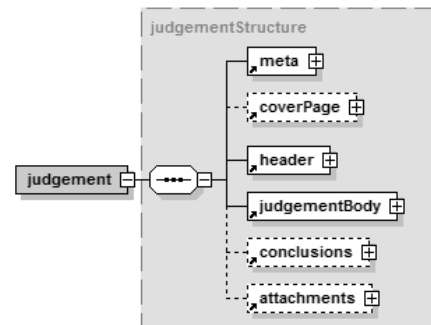 judgementStructure
meta
coverPage
header
judgement
judgementBody
conclusions
attachments